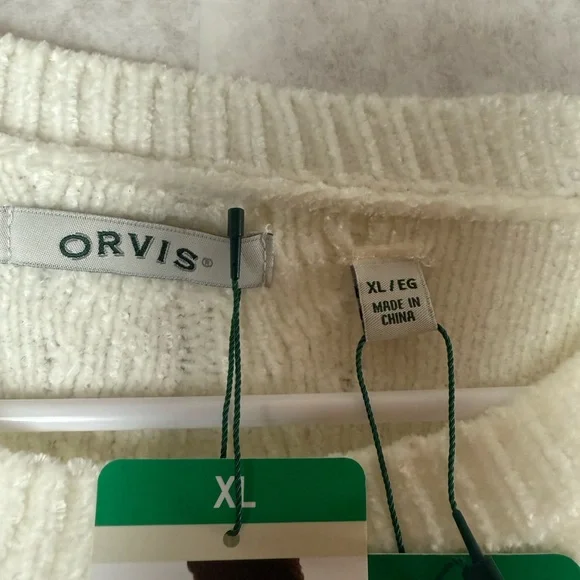 ORVIS®
XL / EG
MADE IN
CHINA
XL